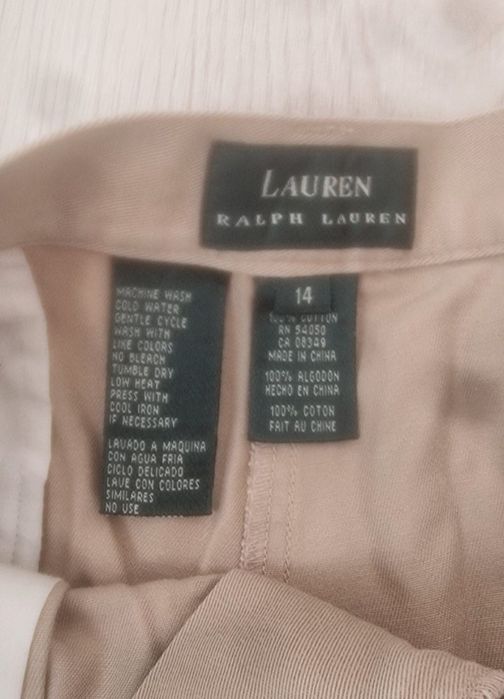 LAUREN
RALPH LAUREN
MACHINE WASH
COLD WATER
GENTLE CYCLE
WASH WITH
LIKE COLORS
NO BLEACH
TUMBLE DRY
LOW HEAT
PRESS WITH
COOL IRON
IF NECESSARY
LAVADO A MAQUINA
CON AGUA FRIA
CICLO DELICADO
LAVE CON COLORES
SIMILARES
NO USE
14
100% COTTON
RN 54050
CA 08349
MADE IN CHINA
100% ALGODON
HECHO EN CHINA
100% COTON
FAIT AU CHINE